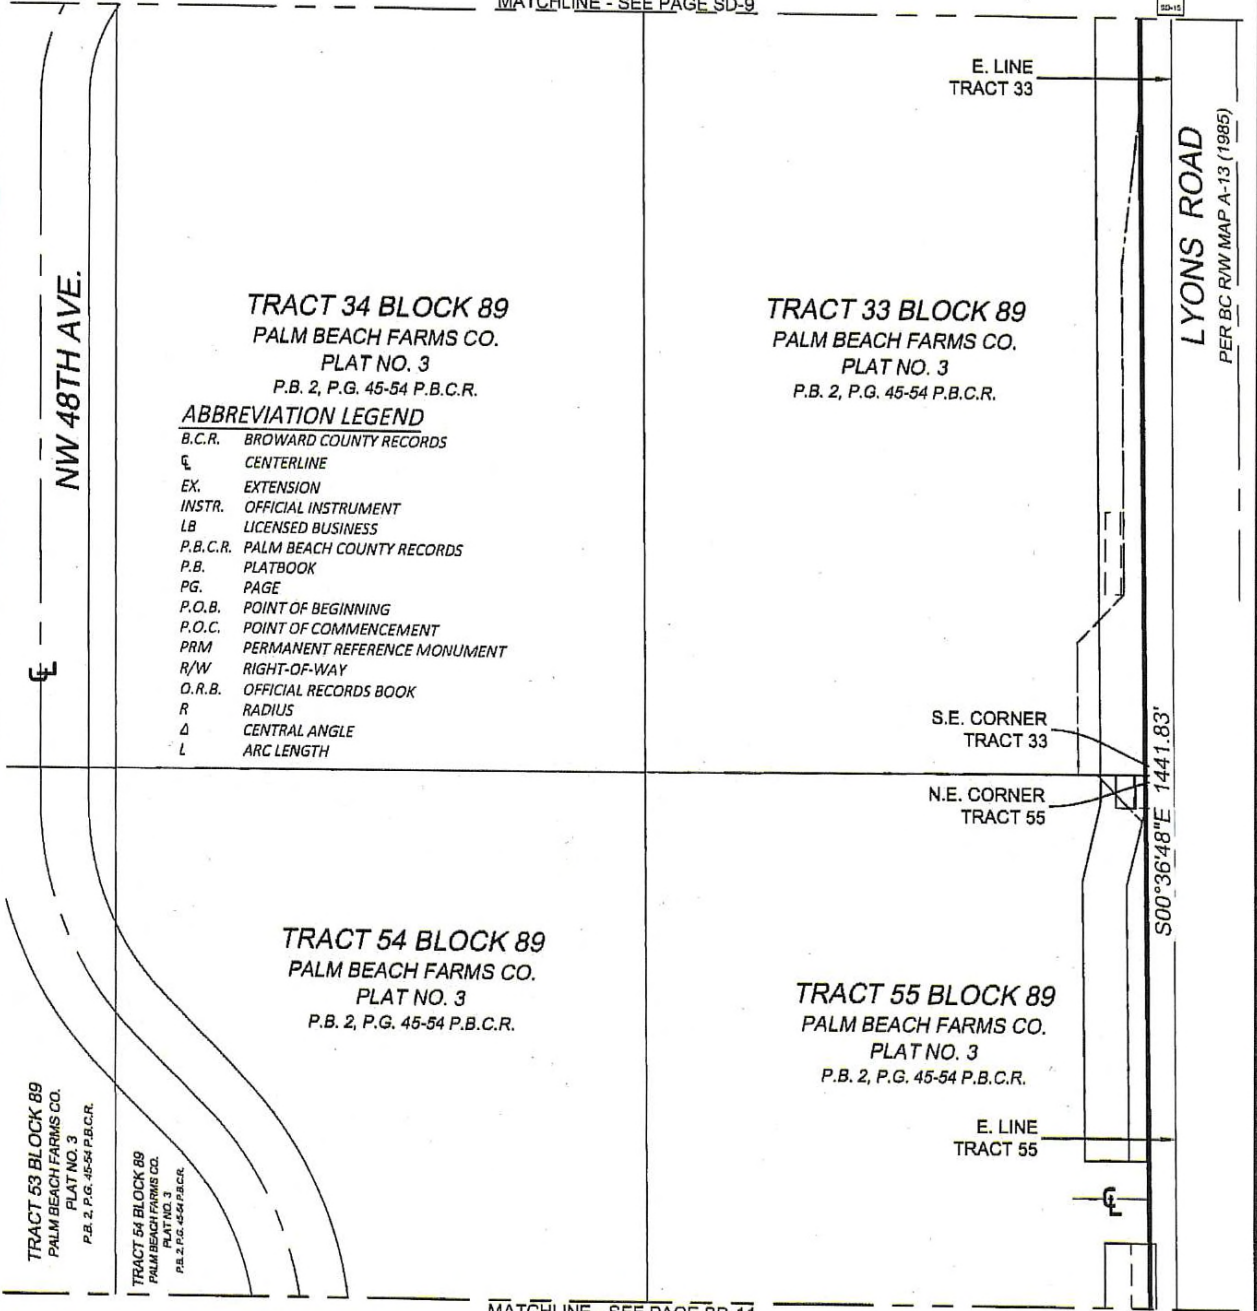 MATCHLINE - SEE PAGE SD-9
SD-15
E. LINE
TRACT 33
LYONS ROAD
PER BC R/W MAP A-13 (1985)
NW 48TH AVE.
TRACT 34 BLOCK 89
PALM BEACH FARMS CO.
PLAT NO. 3
P.B. 2, P.G. 45-54 P.B.C.R.
TRACT 33 BLOCK 89
PALM BEACH FARMS CO.
PLAT NO. 3
P.B. 2, P.G. 45-54 P.B.C.R.
ABBREVIATION LEGEND
B.C.R. BROWARD COUNTY RECORDS
℄ CENTERLINE
EX. EXTENSION
INSTR. OFFICIAL INSTRUMENT
LB LICENSED BUSINESS
P.B.C.R. PALM BEACH COUNTY RECORDS
P.B. PLATBOOK
PG. PAGE
P.O.B. POINT OF BEGINNING
P.O.C. POINT OF COMMENCEMENT
PRM PERMANENT REFERENCE MONUMENT
R/W RIGHT-OF-WAY
O.R.B. OFFICIAL RECORDS BOOK
R RADIUS
Δ CENTRAL ANGLE
L ARC LENGTH
℄
S.E. CORNER
TRACT 33
N.E. CORNER
TRACT 55
S00°36'48"E 1441.83'
TRACT 54 BLOCK 89
PALM BEACH FARMS CO.
PLAT NO. 3
P.B. 2, P.G. 45-54 P.B.C.R.
TRACT 55 BLOCK 89
PALM BEACH FARMS CO.
PLAT NO. 3
P.B. 2, P.G. 45-54 P.B.C.R.
E. LINE
TRACT 55
℄
TRACT 53 BLOCK 89
PALM BEACH FARMS CO.
PLAT NO. 3
P.B. 2, P.G. 45-54 P.B.C.R.
TRACT 54 BLOCK 89
PALM BEACH FARMS CO.
PLAT NO. 3
P.B. 2, P.G. 45-54 P.B.C.R.
MATCHLINE - SEE PAGE